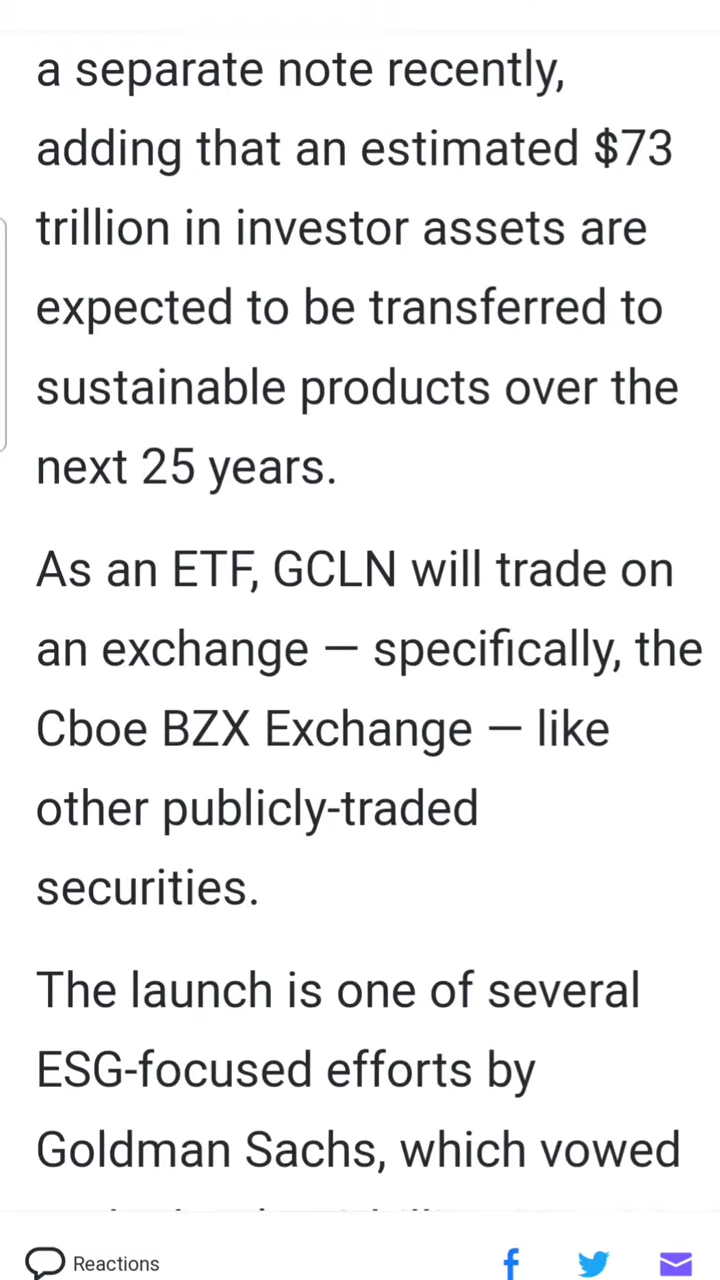 a separate note recently,
adding that an estimated $73
trillion in investor assets are
expected to be transferred to
sustainable products over the
next 25 years.
As an ETF, GCLN will trade on
an exchange — specifically, the
Cboe BZX Exchange — like
other publicly-traded
securities.
The launch is one of several
ESG-focused efforts by
Goldman Sachs, which vowed
Reactions